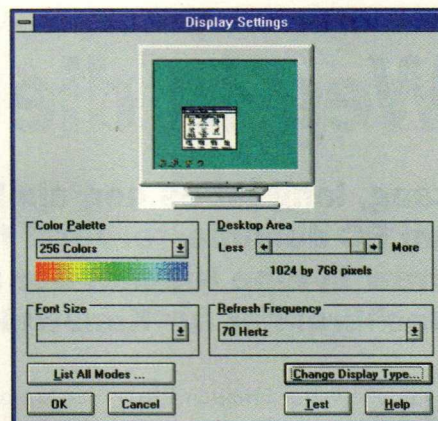 Display Settings
Color Palette
256 Colors
Desktop Area
Less More
1024 by 768 pixels
Font Size
Refresh Frequency
70 Hertz
List All Modes ...
Change Display Type...
OK Cancel Test Help